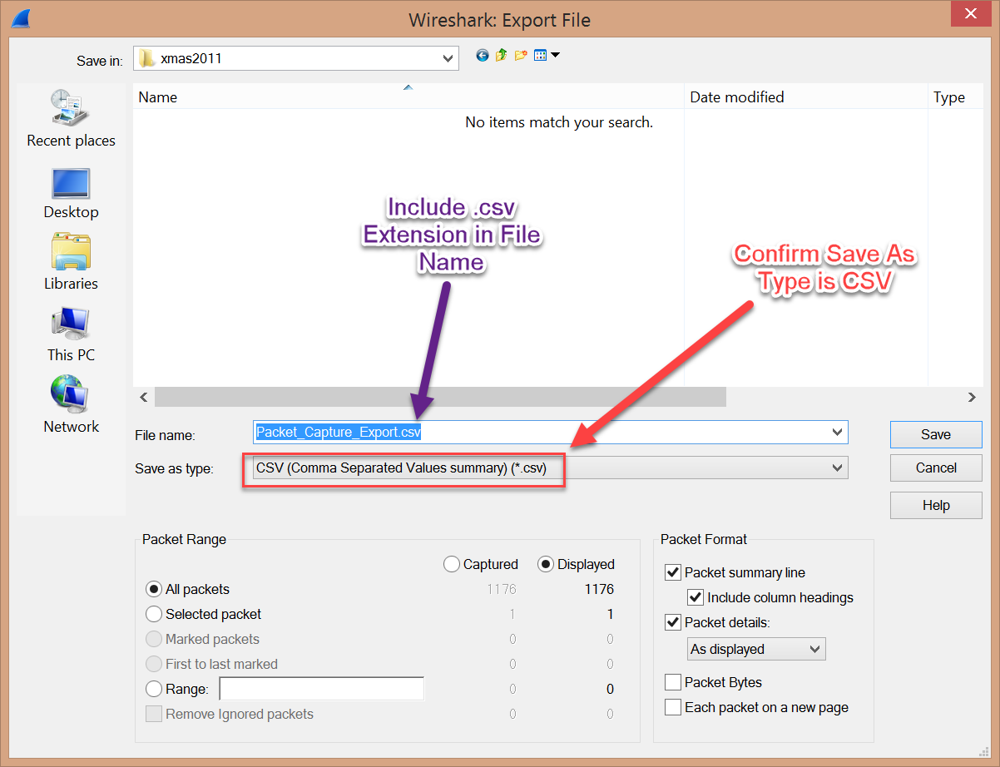 Wireshark: Export File
Save in:
xmas2011
Name
Date modified
Type
No items match your search.
Recent places
Desktop
Libraries
This PC
Network
Include .csv
Extension in File
Name
Confirm Save As
Type is CSV
File name:
Packet_Capture_Export.csv
Save
Save as type:
CSV (Comma Separated Values summary) (*.csv)
Cancel
Help
Packet Range
Captured
Displayed
All packets
1176
1176
Selected packet
1
1
Marked packets
0
0
First to last marked
0
0
Range:
0
0
Remove Ignored packets
0
0
Packet Format
Packet summary line
Include column headings
Packet details:
As displayed
Packet Bytes
Each packet on a new page